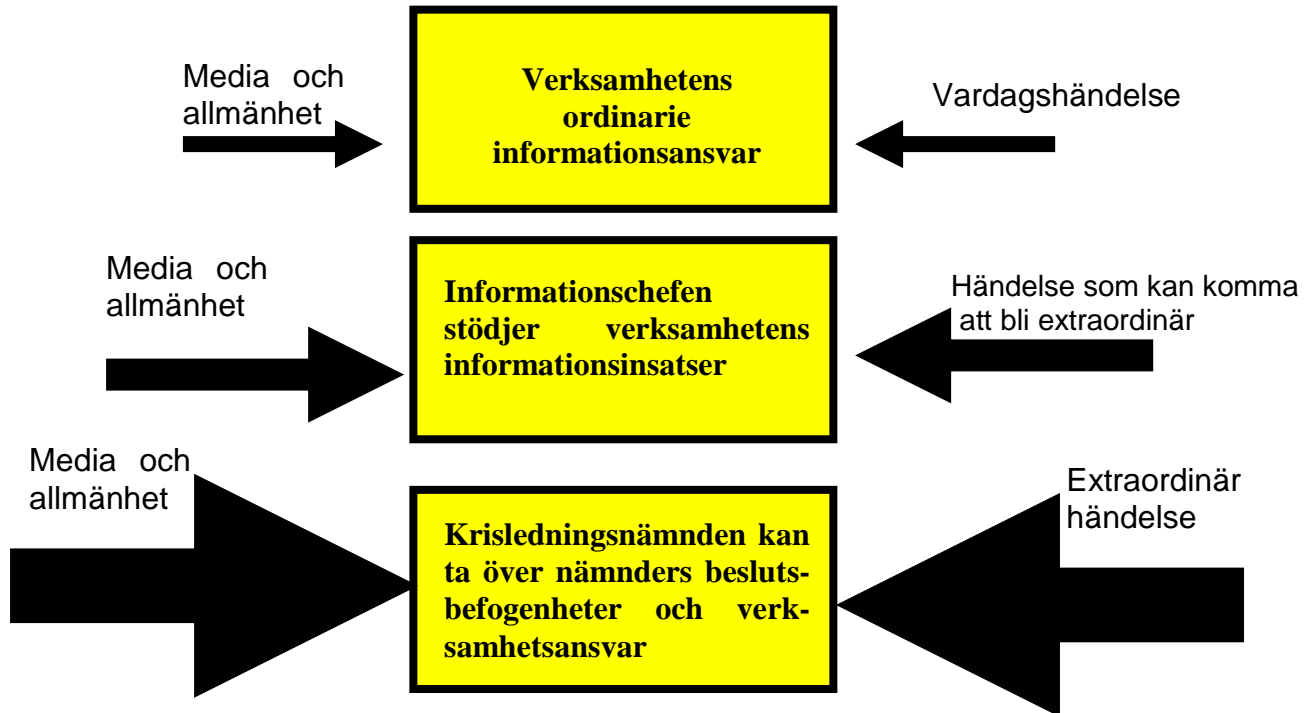 Media och
allmänhet
Verksamhetens
ordinarie
informationsansvar
Vardagshändelse
Media och
allmänhet
Informationschefen
stödjer verksamhetens
informationsinsatser
Händelse som kan komma
att bli extraordinär
Media och
allmänhet
Krisledningsnämnden kan
ta över nämnders besluts-
befogenheter och verk-
samhetsansvar
Extraordinär
händelse